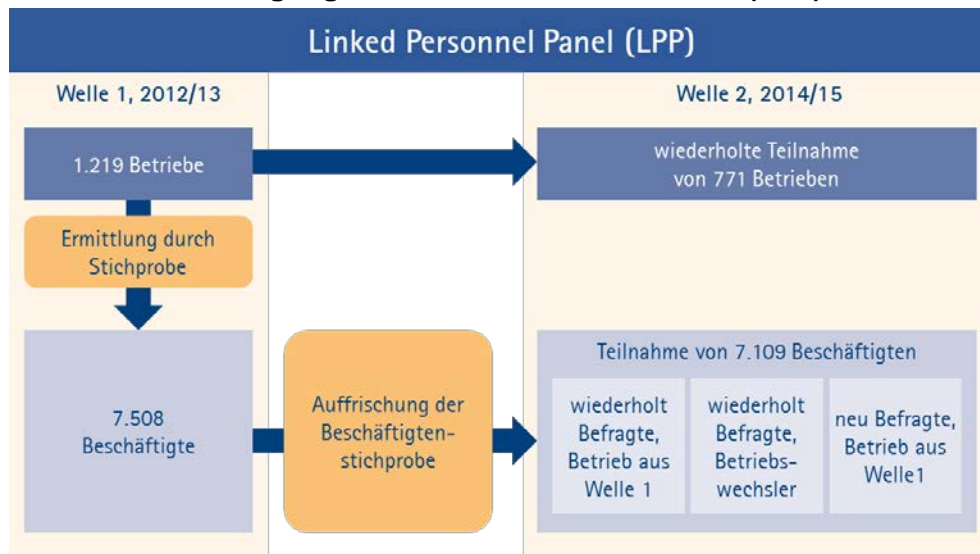 Linked Personnel Panel (LPP)
Welle 1, 2012/13
Welle 2, 2014/15
1.219 Betriebe
wiederholte Teilnahme
von 771 Betrieben
Ermittlung durch
Stichprobe
7.508
Beschäftigte
Auffrischung der
Beschäftigten-
stichprobe
Teilnahme von 7.109 Beschäftigten
wiederholt
Befragte,
Betrieb aus
Welle 1
wiederholt
Befragte,
Betriebs-
wechsler
neu Befragte,
Betrieb aus
Welle1